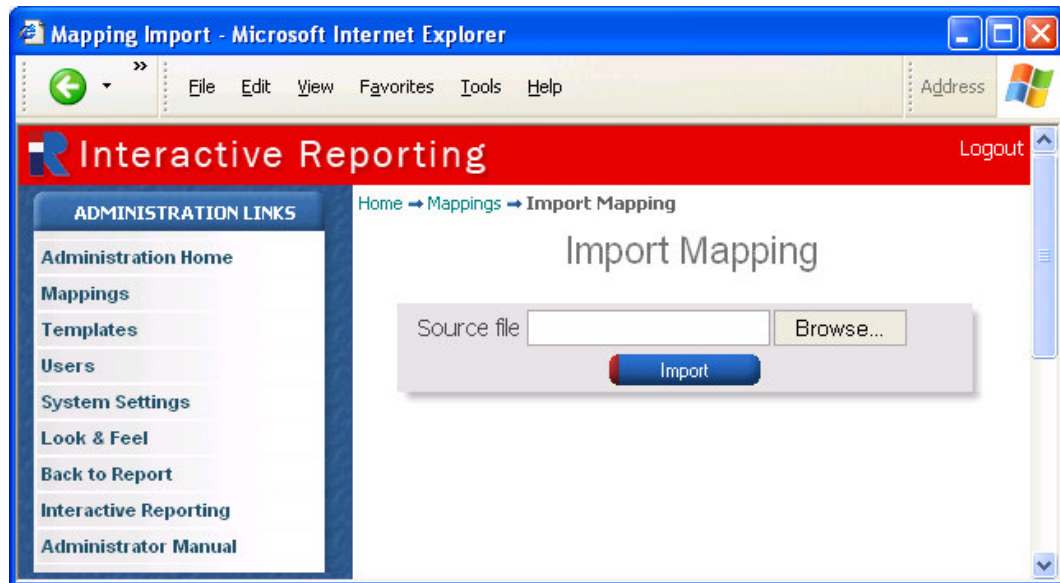 Mapping Import - Microsoft Internet Explorer
» File Edit View Favorites Tools Help Address
Interactive Reporting Logout
ADMINISTRATION LINKS
Administration Home
Mappings
Templates
Users
System Settings
Look & Feel
Back to Report
Interactive Reporting
Administrator Manual
Home → Mappings → Import Mapping
Import Mapping
Source file Browse...
Import